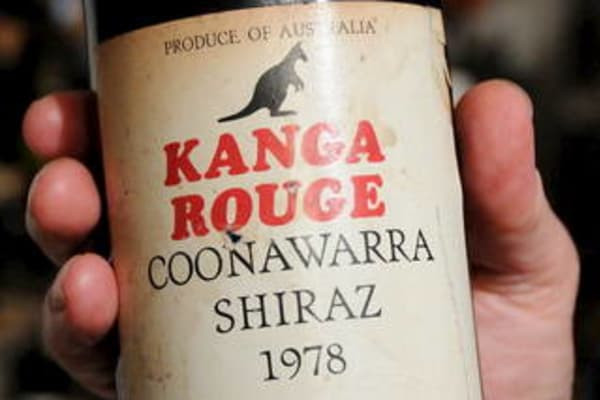 PRODUCE OF AUSTRALIA
KANGA
ROUGE
COONAWARRA
SHIRAZ
1978